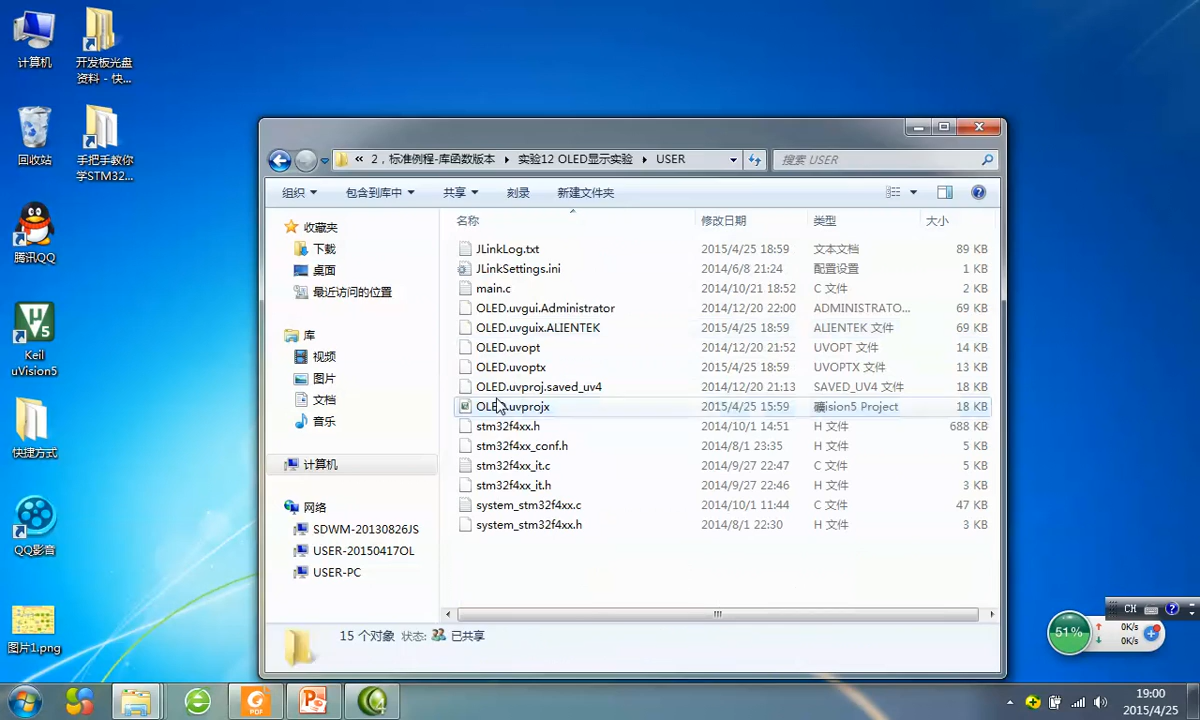 计算机
开发板光盘
资料 - 快...
回收站
手把手教你
学STM32...
腾讯QQ
Keil
uVision5
快捷方式
QQ影音
图片1.png
« 2，标准例程-库函数版本 ▸ 实验12 OLED显示实验 ▸ USER
搜索 USER
组织 包含到库中 共享 刻录 新建文件夹
收藏夹
下载
桌面
最近访问的位置
库
视频
图片
文档
音乐
计算机
网络
SDWM-20130826JS
USER-20150417OL
USER-PC
名称 修改日期 类型 大小
JLinkLog.txt 2015/4/25 18:59 文本文档 89 KB
JLinkSettings.ini 2014/6/8 21:24 配置设置 1 KB
main.c 2014/10/21 18:52 C 文件 2 KB
OLED.uvgui.Administrator 2014/12/20 22:00 ADMINISTRATO... 69 KB
OLED.uvguix.ALIENTEK 2015/4/25 18:59 ALIENTEK 文件 69 KB
OLED.uvopt 2014/12/20 21:52 UVOPT 文件 14 KB
OLED.uvoptx 2015/4/25 18:59 UVOPTX 文件 13 KB
OLED.uvproj.saved_uv4 2014/12/20 21:13 SAVED_UV4 文件 18 KB
OLED.uvprojx 2015/4/25 15:59 礦ision5 Project 18 KB
stm32f4xx.h 2014/10/1 14:51 H 文件 688 KB
stm32f4xx_conf.h 2014/8/1 23:35 H 文件 5 KB
stm32f4xx_it.c 2014/9/27 22:47 C 文件 5 KB
stm32f4xx_it.h 2014/9/27 22:46 H 文件 3 KB
system_stm32f4xx.c 2014/10/1 11:44 C 文件 47 KB
system_stm32f4xx.h 2014/8/1 22:30 H 文件 3 KB
15 个对象 状态: 已共享
CH
51%
0K/s
0K/s
PDF
19:00
2015/4/25